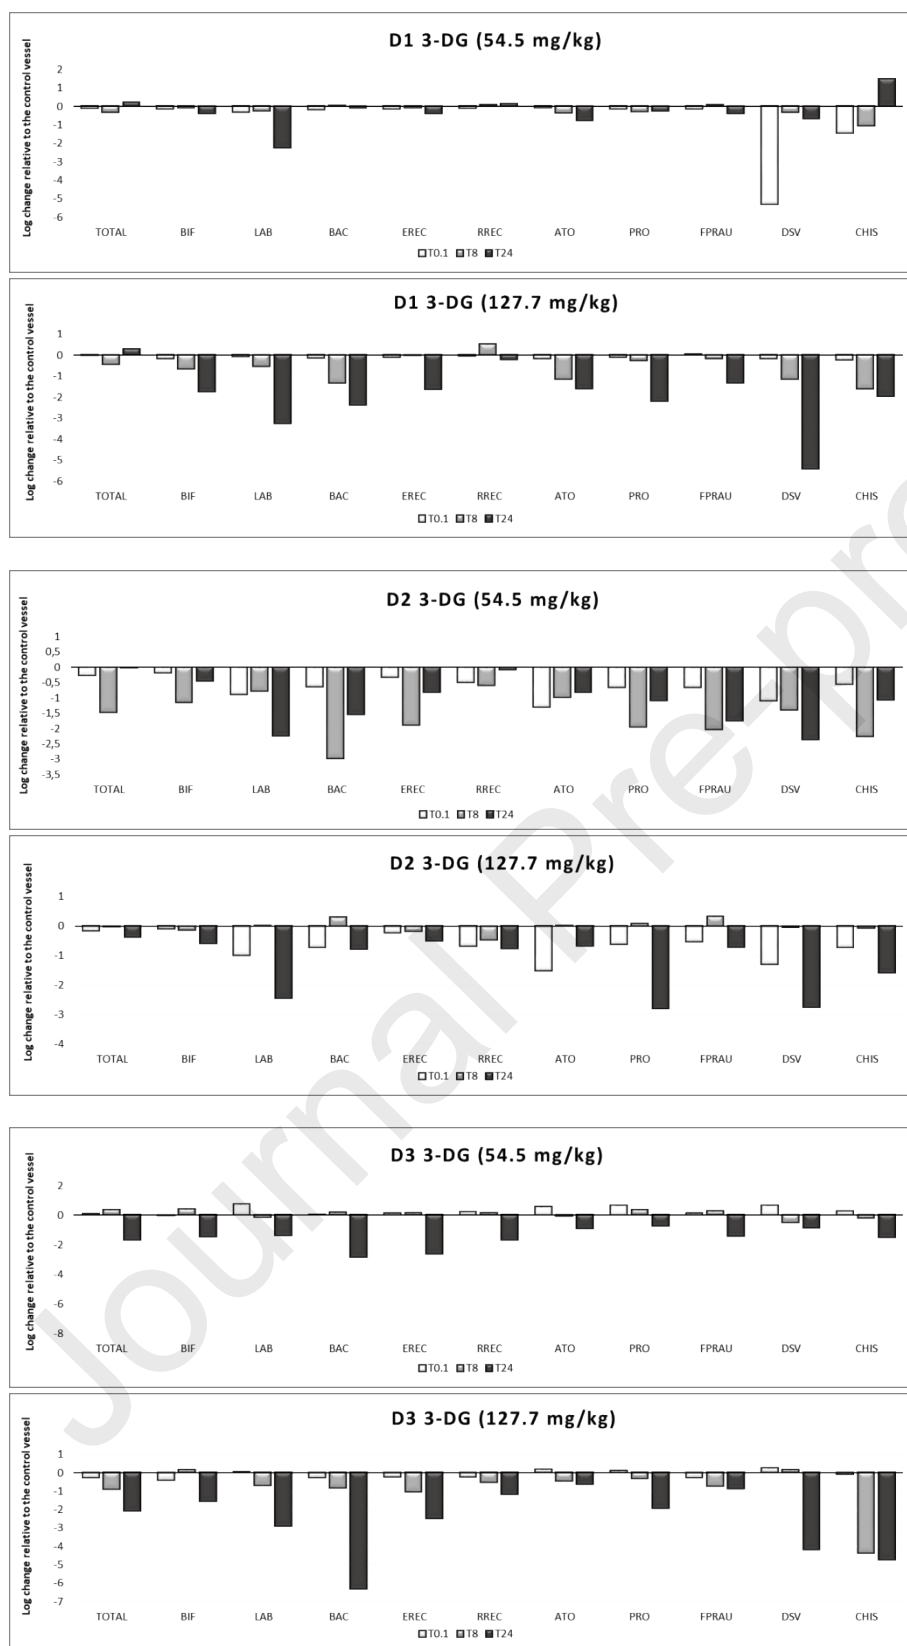 D1 3-DG (54.5 mg/kg)
Log change relative to the control vessel
2
1
0
-1
-2
-3
-4
-5
-6
TOTAL BIF LAB BAC EREC RREC ATO PRO FPRAU DSV CHIS
T0.1 T8 T24
D1 3-DG (127.7 mg/kg)
Log change relative to the control vessel
1
0
-1
-2
-3
-4
-5
-6
TOTAL BIF LAB BAC EREC RREC ATO PRO FPRAU DSV CHIS
T0.1 T8 T24
D2 3-DG (54.5 mg/kg)
Log change relative to the control vessel
1
0,5
0
-0,5
-1
-1,5
-2
-2,5
-3
-3,5
TOTAL BIF LAB BAC EREC RREC ATO PRO FPRAU DSV CHIS
T0.1 T8 T24
D2 3-DG (127.7 mg/kg)
Log change relative to the control vessel
1
0
-1
-2
-3
-4
TOTAL BIF LAB BAC EREC RREC ATO PRO FPRAU DSV CHIS
T0.1 T8 T24
D3 3-DG (54.5 mg/kg)
Log change relative to the control vessel
2
0
-2
-4
-6
-8
TOTAL BIF LAB BAC EREC RREC ATO PRO FPRAU DSV CHIS
T0.1 T8 T24
D3 3-DG (127.7 mg/kg)
Log change relative to the control vessel
1
0
-1
-2
-3
-4
-5
-6
-7
TOTAL BIF LAB BAC EREC RREC ATO PRO FPRAU DSV CHIS
Journal Pre-pr